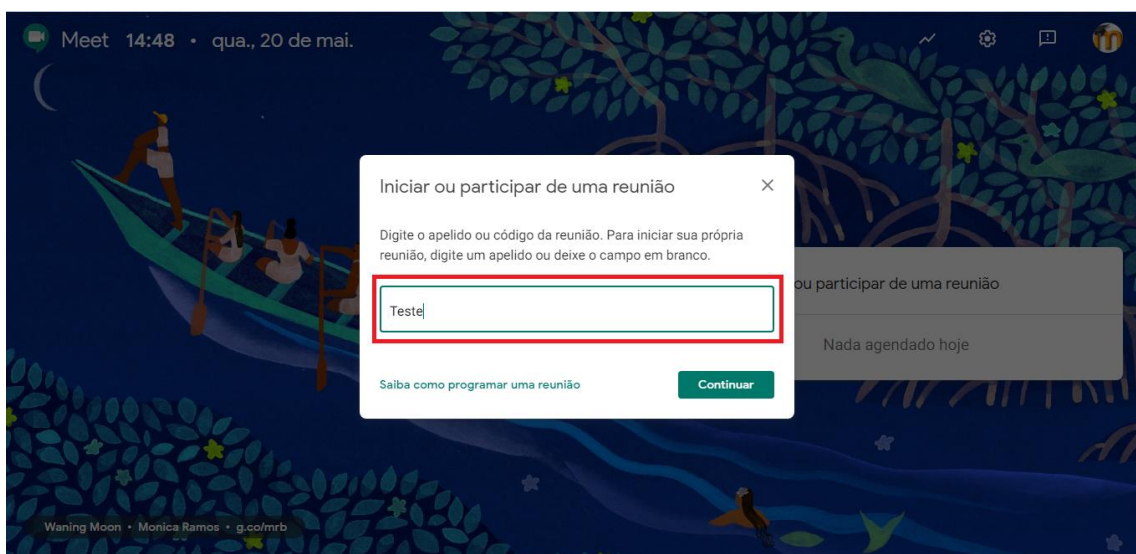 Meet 14:48 • qua., 20 de mai.
Iniciar ou participar de uma reunião
Digite o apelido ou código da reunião. Para iniciar sua própria
reunião, digite um apelido ou deixe o campo em branco.
Teste
Saiba como programar uma reunião
Continuar
ou participar de uma reunião
Nada agendado hoje
Waning Moon • Monica Ramos • g.co/mrb